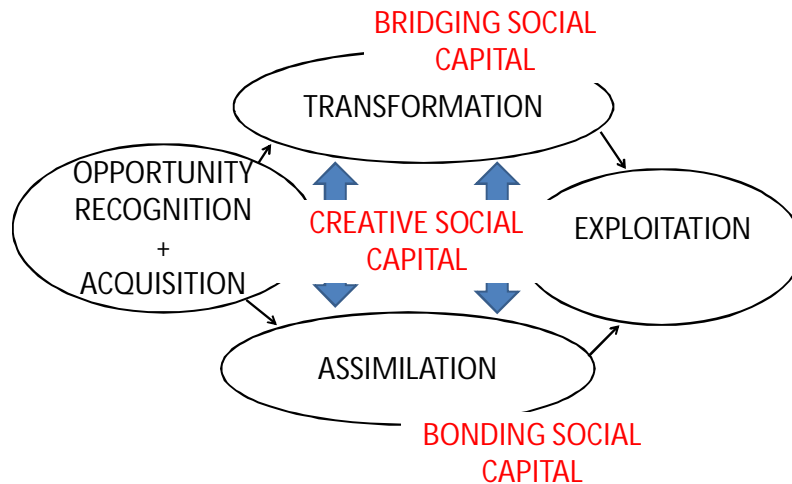 BRIDGING SOCIAL
CAPITAL
TRANSFORMATION
OPPORTUNITY
RECOGNITION
+
ACQUISITION
CREATIVE SOCIAL
CAPITAL
EXPLOITATION
ASSIMILATION
BONDING SOCIAL
CAPITAL